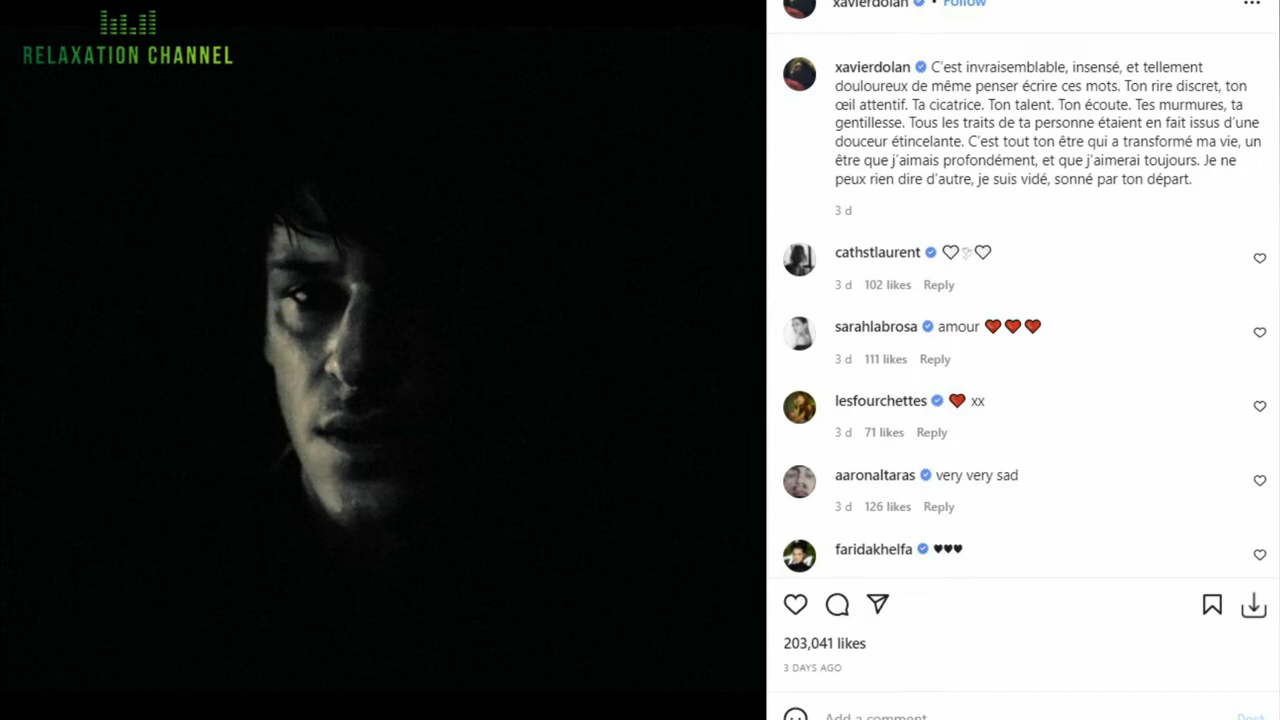 RELAXATION CHANNEL
xavierdolan • Follow
xavierdolan C'est invraisemblable, insensé, et tellement
douloureux de même penser écrire ces mots. Ton rire discret, ton
œil attentif. Ta cicatrice. Ton talent. Ton écoute. Tes murmures, ta
gentillesse. Tous les traits de ta personne étaient en fait issus d'une
douceur étincelante. C'est tout ton être qui a transformé ma vie, un
être que j'aimais profondément, et que j'aimerai toujours. Je ne
peux rien dire d'autre, je suis vidé, sonné par ton départ.
3 d
cathstlaurent
3 d 102 likes Reply
sarahlabrosa amour
3 d 111 likes Reply
lesfourchettes xx
3 d 71 likes Reply
aaronaltaras very very sad
3 d 126 likes Reply
faridakhelfa
203,041 likes
3 DAYS AGO
Add a comment...
Post